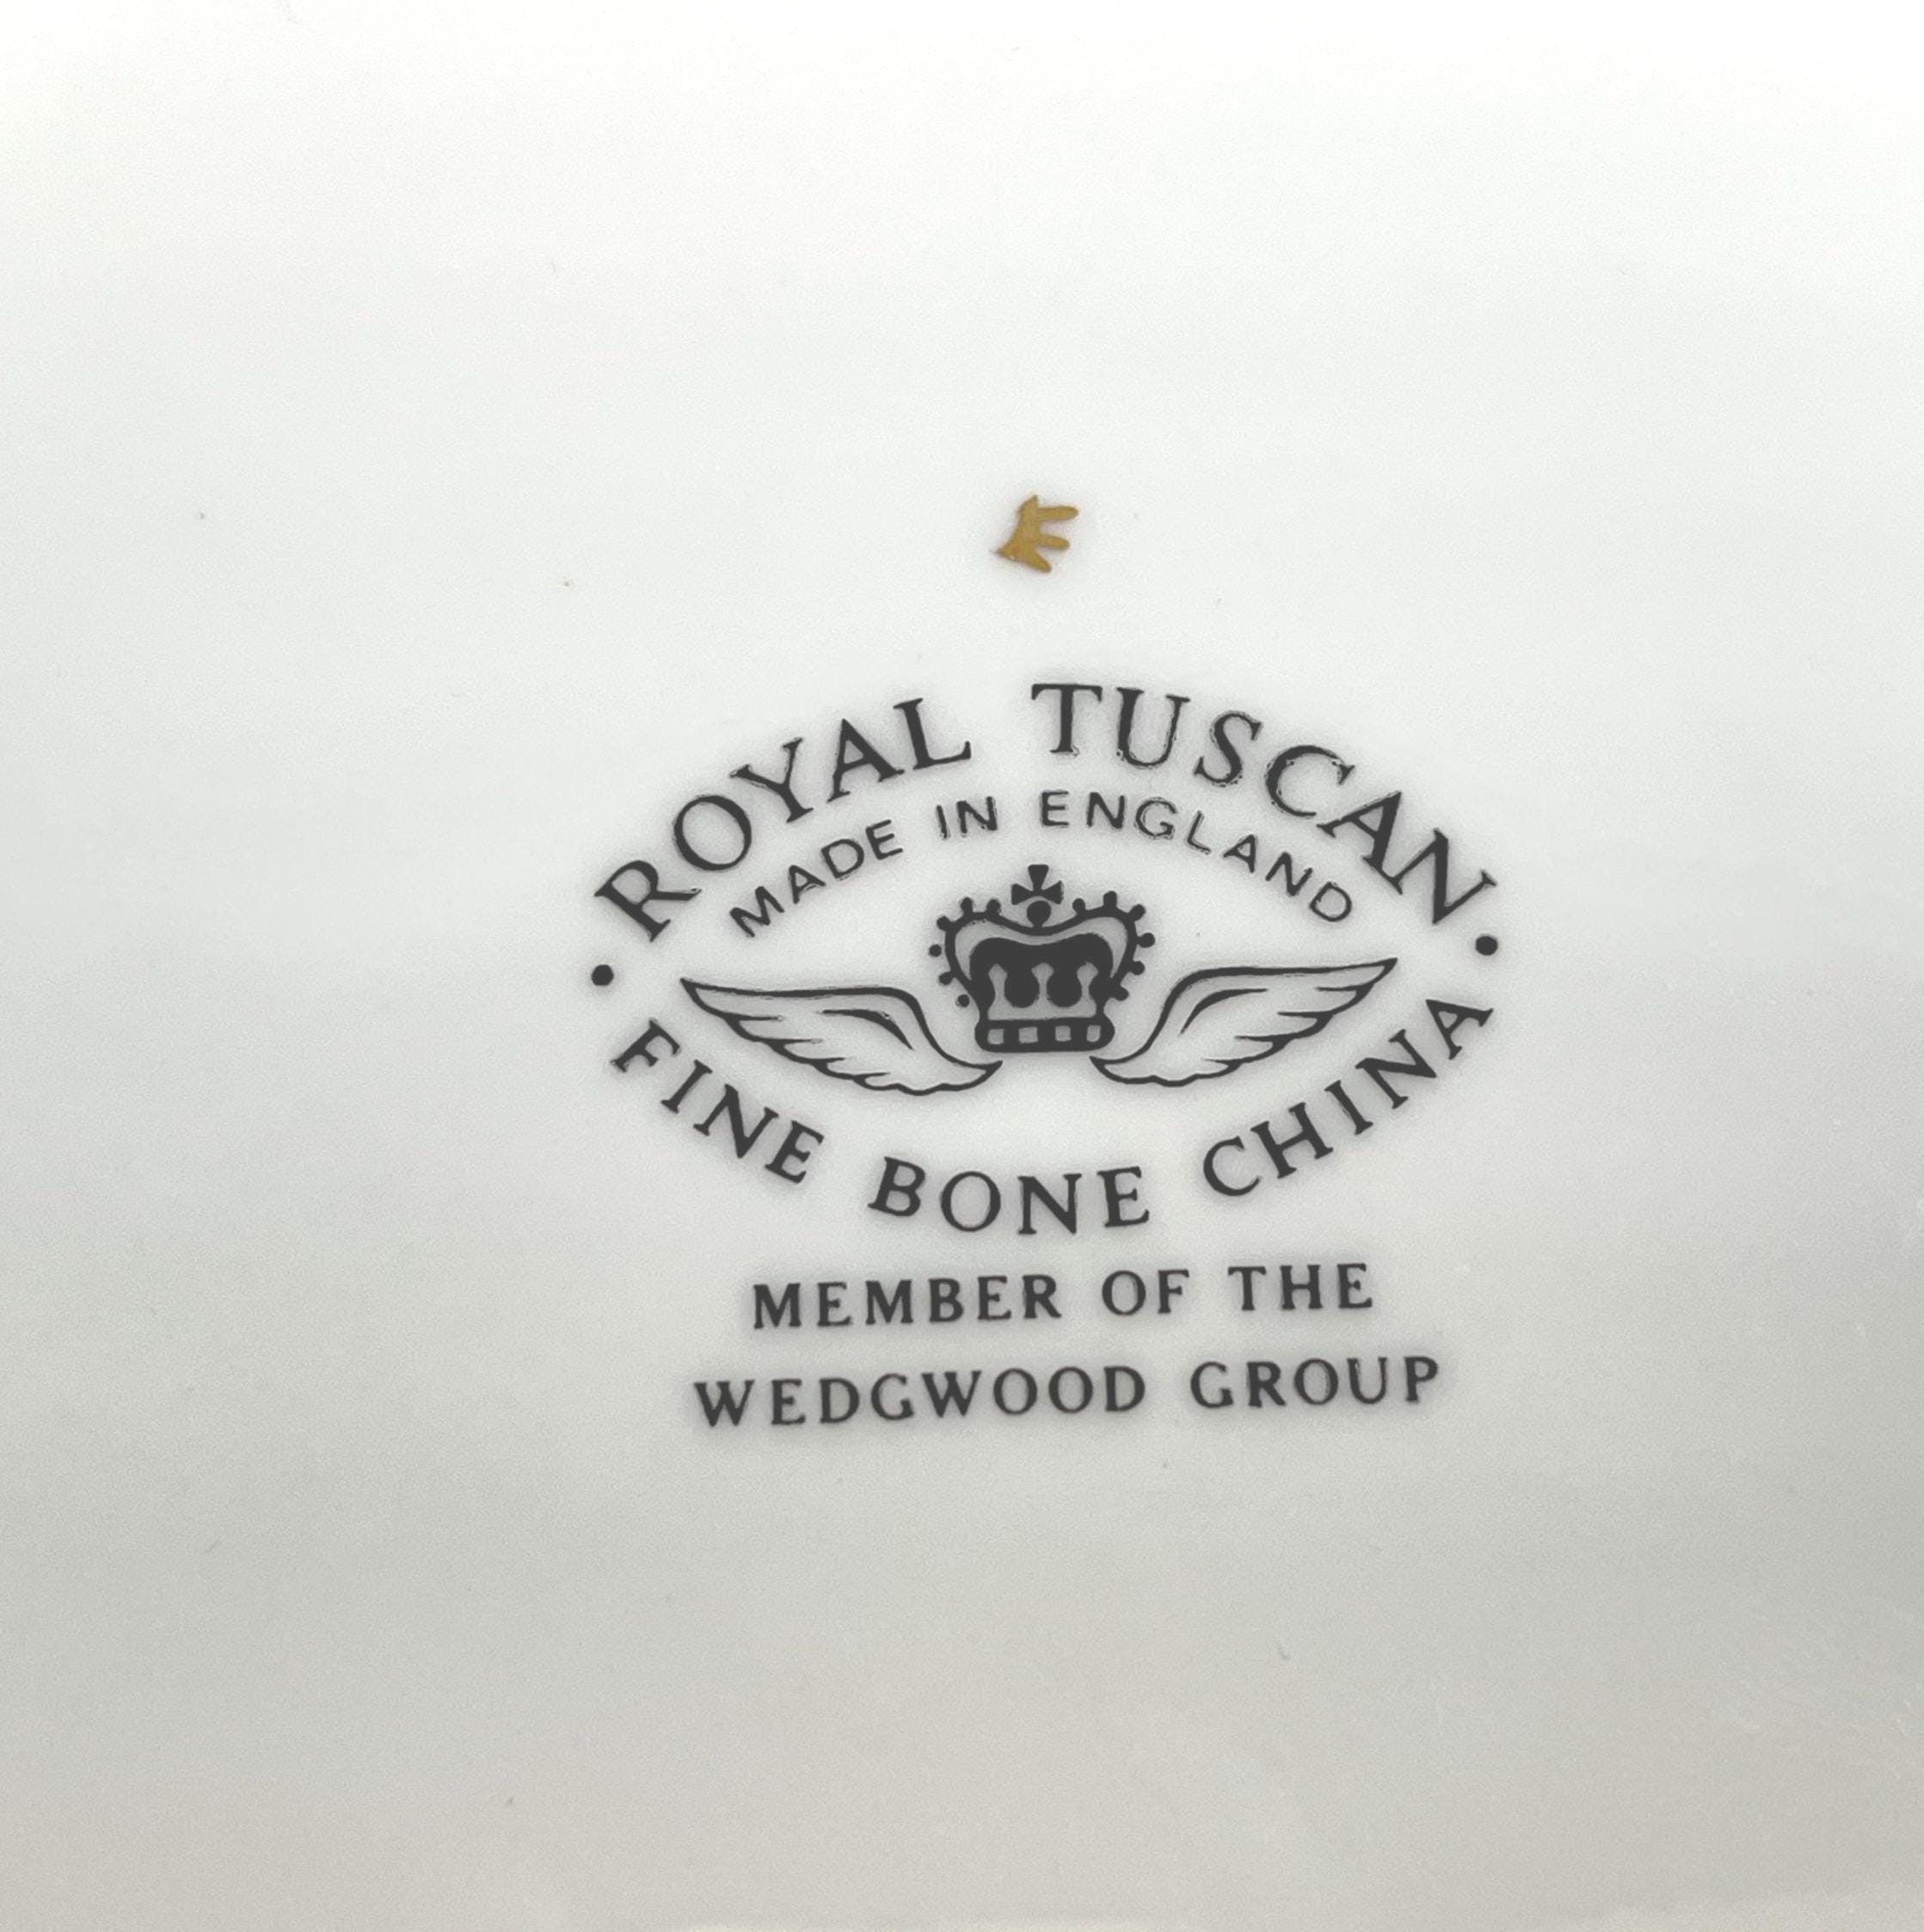 • ROYAL TUSCAN •
MADE IN ENGLAND
FINE BONE CHINA
MEMBER OF THE
WEDGWOOD GROUP